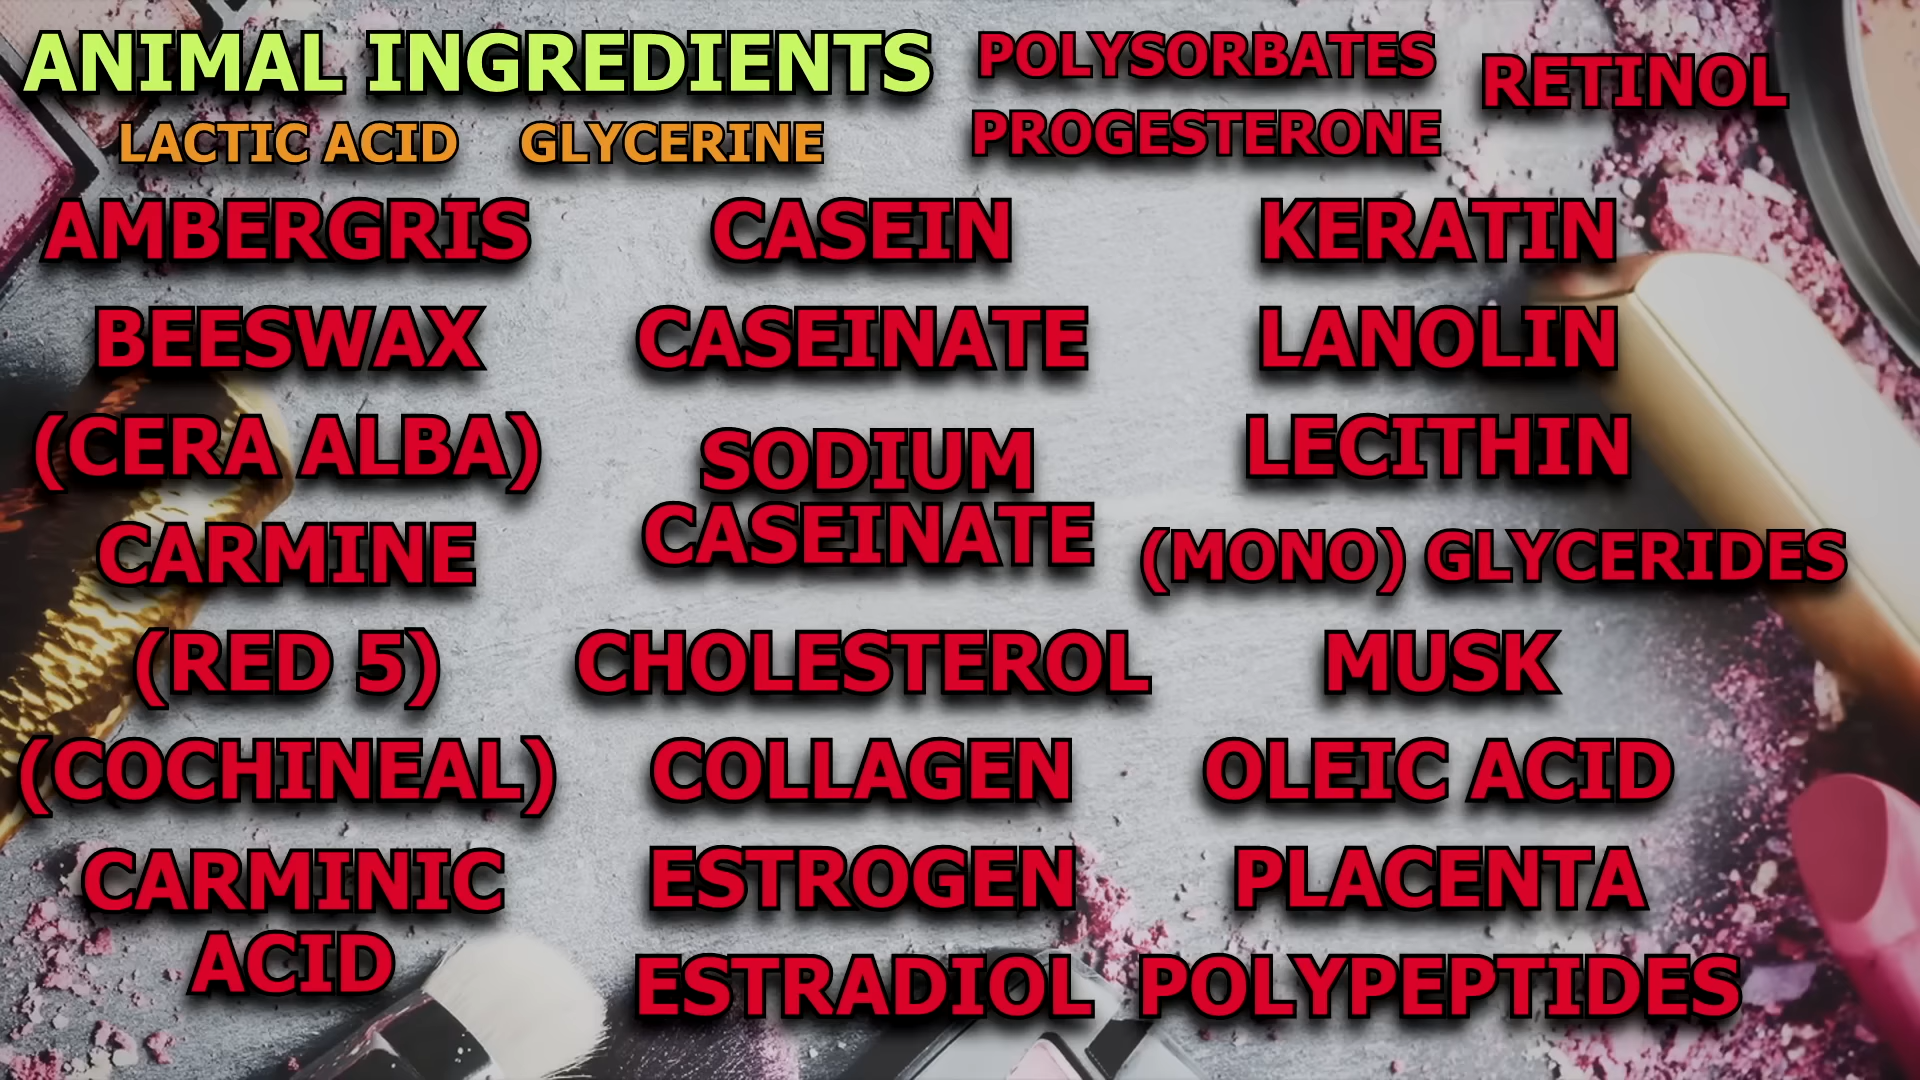 ANIMAL INGREDIENTS
LACTIC ACID GLYCERINE
POLYSORBATES
PROGESTERONE
RETINOL
AMBERGRIS
BEESWAX
(CERA ALBA)
CARMINE
(RED 5)
(COCHINEAL)
CARMINIC
ACID
CASEIN
CASEINATE
SODIUM
CASEINATE
CHOLESTEROL
COLLAGEN
ESTROGEN
ESTRADIOL
KERATIN
LANOLIN
LECITHIN
(MONO) GLYCERIDES
MUSK
OLEIC ACID
PLACENTA
POLYPEPTIDES